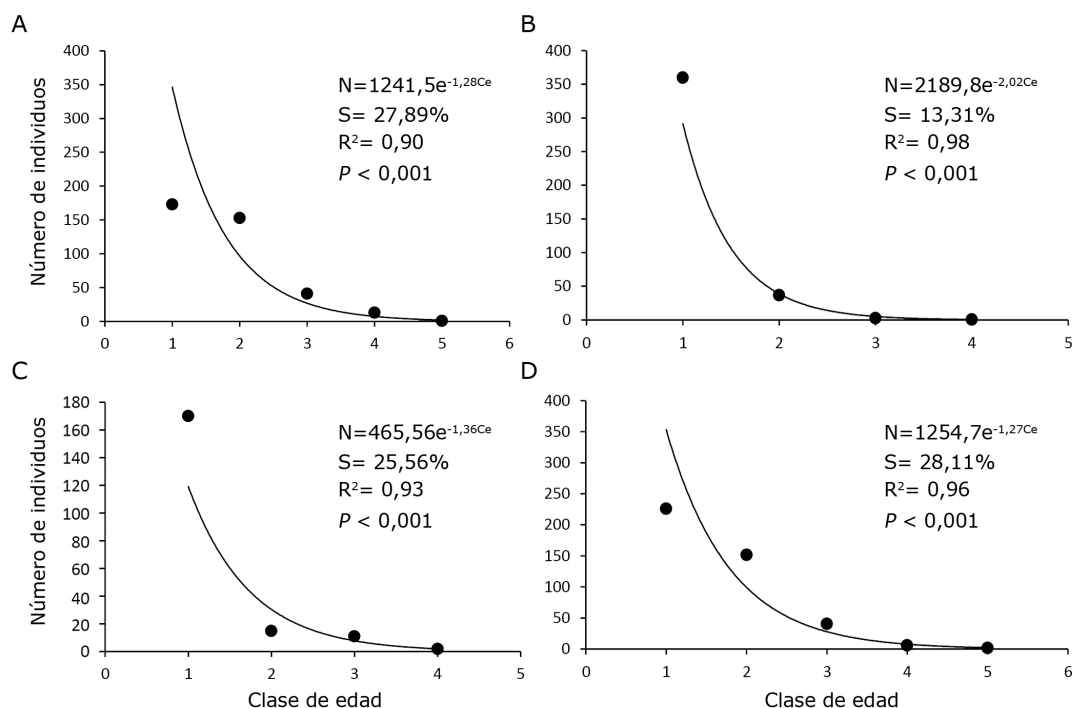 A
Número de individuos
400
350
300
250
200
150
100
50
0
0 1 2 3 4 5 6
N=1241,5e-1,28Ce
S= 27,89%
R2= 0,90
P < 0,001
B
400
350
300
250
200
150
100
50
0
0 1 2 3 4 5
N=2189,8e-2,02Ce
S= 13,31%
R2= 0,98
P < 0,001
C
Número de individuos
180
160
140
120
100
80
60
40
20
0
0 1 2 3 4 5
Clase de edad
N=465,56e-1,36Ce
S= 25,56%
R2= 0,93
P < 0,001
D
400
350
300
250
200
150
100
50
0
0 1 2 3 4 5 6
Clase de edad
N=1254,7e-1,27Ce
S= 28,11%
R2= 0,96
P < 0,001